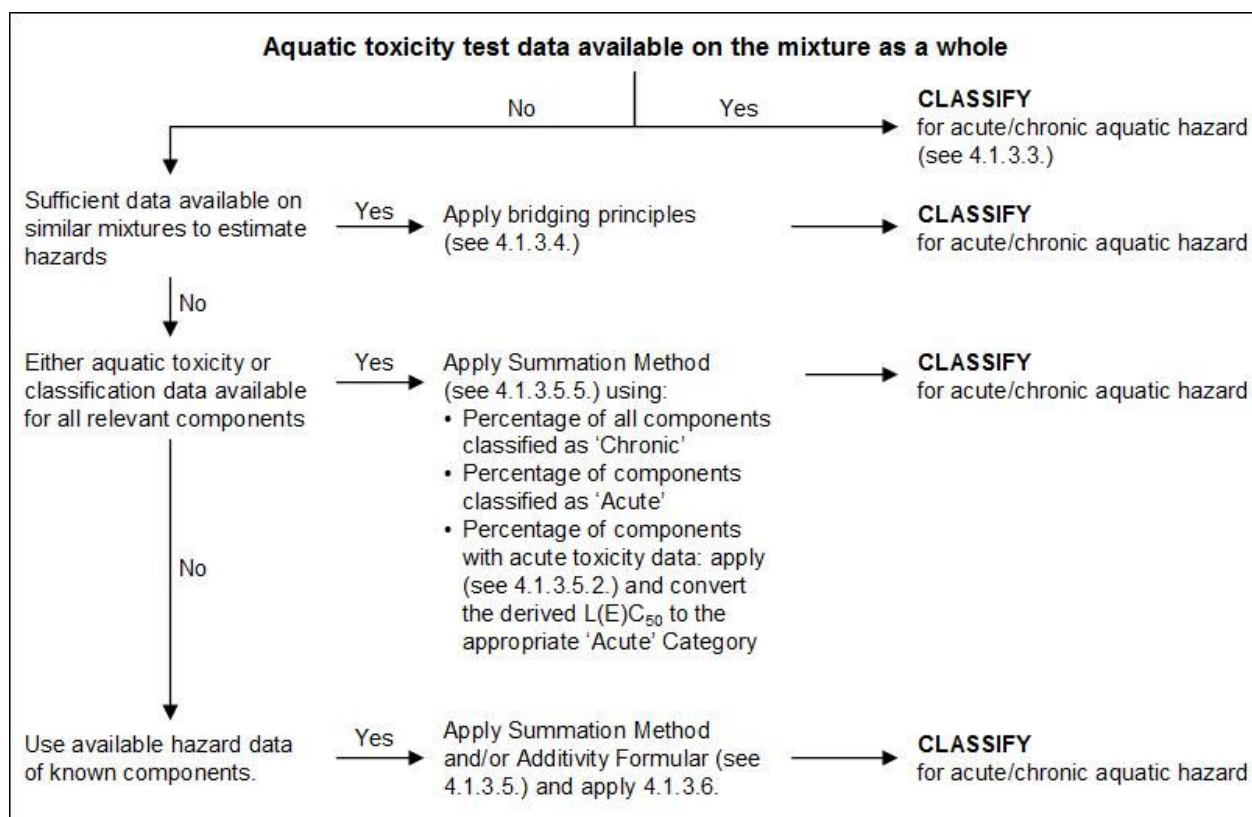 Aquatic toxicity test data available on the mixture as a whole
No
Yes
CLASSIFY
for acute/chronic aquatic hazard
(see 4.1.3.3.)
Sufficient data available on
similar mixtures to estimate
hazards
Yes
Apply bridging principles
(see 4.1.3.4.)
CLASSIFY
for acute/chronic aquatic hazard
No
Either aquatic toxicity or
classification data available
for all relevant components
Yes
Apply Summation Method
(see 4.1.3.5.5.) using:
• Percentage of all components
classified as ‘Chronic’
• Percentage of components
classified as ‘Acute’
• Percentage of components
with acute toxicity data: apply
(see 4.1.3.5.2.) and convert
the derived L(E)C₅₀ to the
appropriate ‘Acute’ Category
CLASSIFY
for acute/chronic aquatic hazard
No
Use available hazard data
of known components.
Yes
Apply Summation Method
and/or Additivity Formular (see
4.1.3.5.) and apply 4.1.3.6.
CLASSIFY
for acute/chronic aquatic hazard